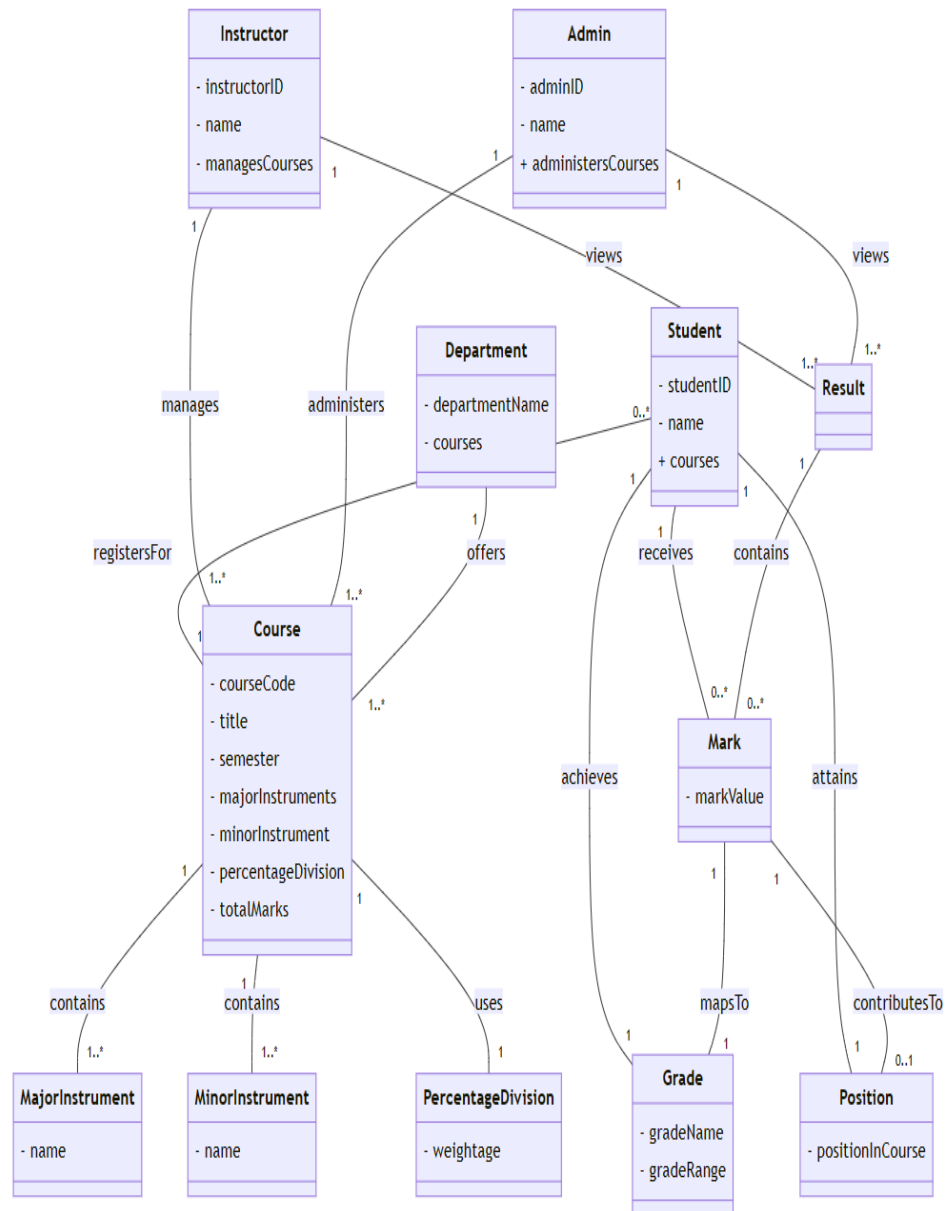 Instructor
- instructorID
- name
- managesCourses
Admin
- adminID
- name
+ administersCourses
1
1
1
1
views
views
Department
- departmentName
- courses
Student
- studentID
- name
+ courses
1..*
1..*
Result
manages
administers
0..*
1
1
1
1
1
registersFor
offers
receives
contains
1..*
1..*
1
Course
- courseCode
- title
- semester
- majorInstruments
- minorInstrument
- percentageDivision
- totalMarks
1..*
0..*
0..*
Mark
- markValue
achieves
attains
1
1
1
1
1
contains
contains
uses
mapsTo
contributesTo
1..*
1..*
1
1
1
1
0..1
MajorInstrument
- name
MinorInstrument
- name
PercentageDivision
- weightage
Grade
- gradeName
- gradeRange
Position
- positionInCourse